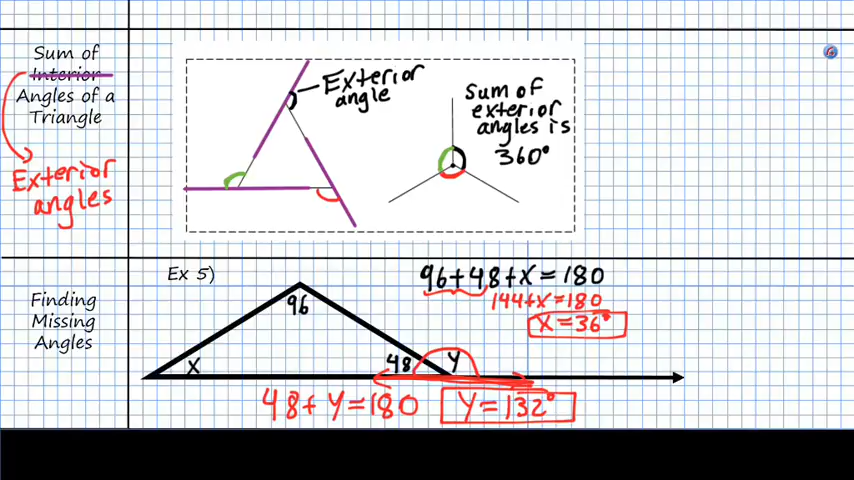 Sum of
Interior
Angles of a
Triangle
Exterior
angles
Exterior
angle
Sum of
exterior
angles is
360°
Finding
Missing
Angles
Ex 5)
96
x
48
y
96+48+x=180
144+x=180
x=36°
48+y=180
y=132°